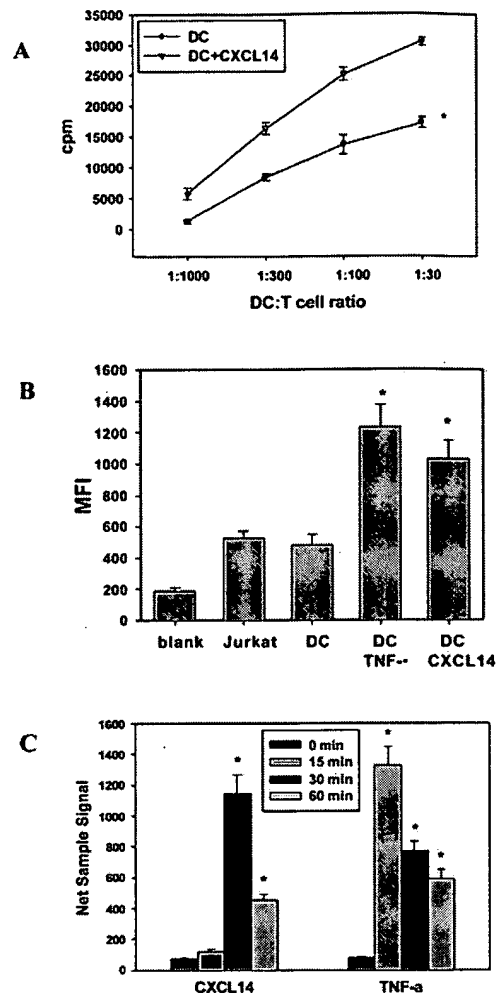 A
35000
30000
25000
20000
15000
10000
5000
0
cpm
DC
DC+CXCL14
*
1:1000 1:300 1:100 1:30
DC:T cell ratio
B
1600
1400
1200
1000
800
600
400
200
0
MFI
* *
blank Jurkat DC DC DC
TNF-• CXCL14
C
1600
1400
1200
1000
800
600
400
200
0
Net Sample Signal
0 min
15 min
30 min
60 min
* * * * *
CXCL14 TNF-a